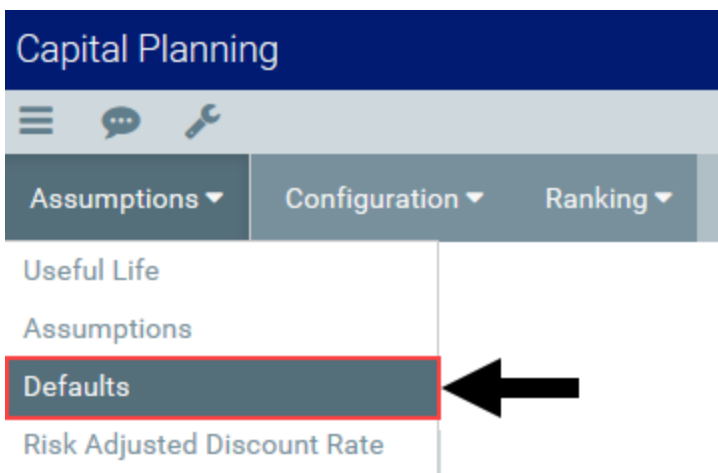 Capital Planning
Assumptions Configuration Ranking
Useful Life
Assumptions
Defaults
Risk Adjusted Discount Rate